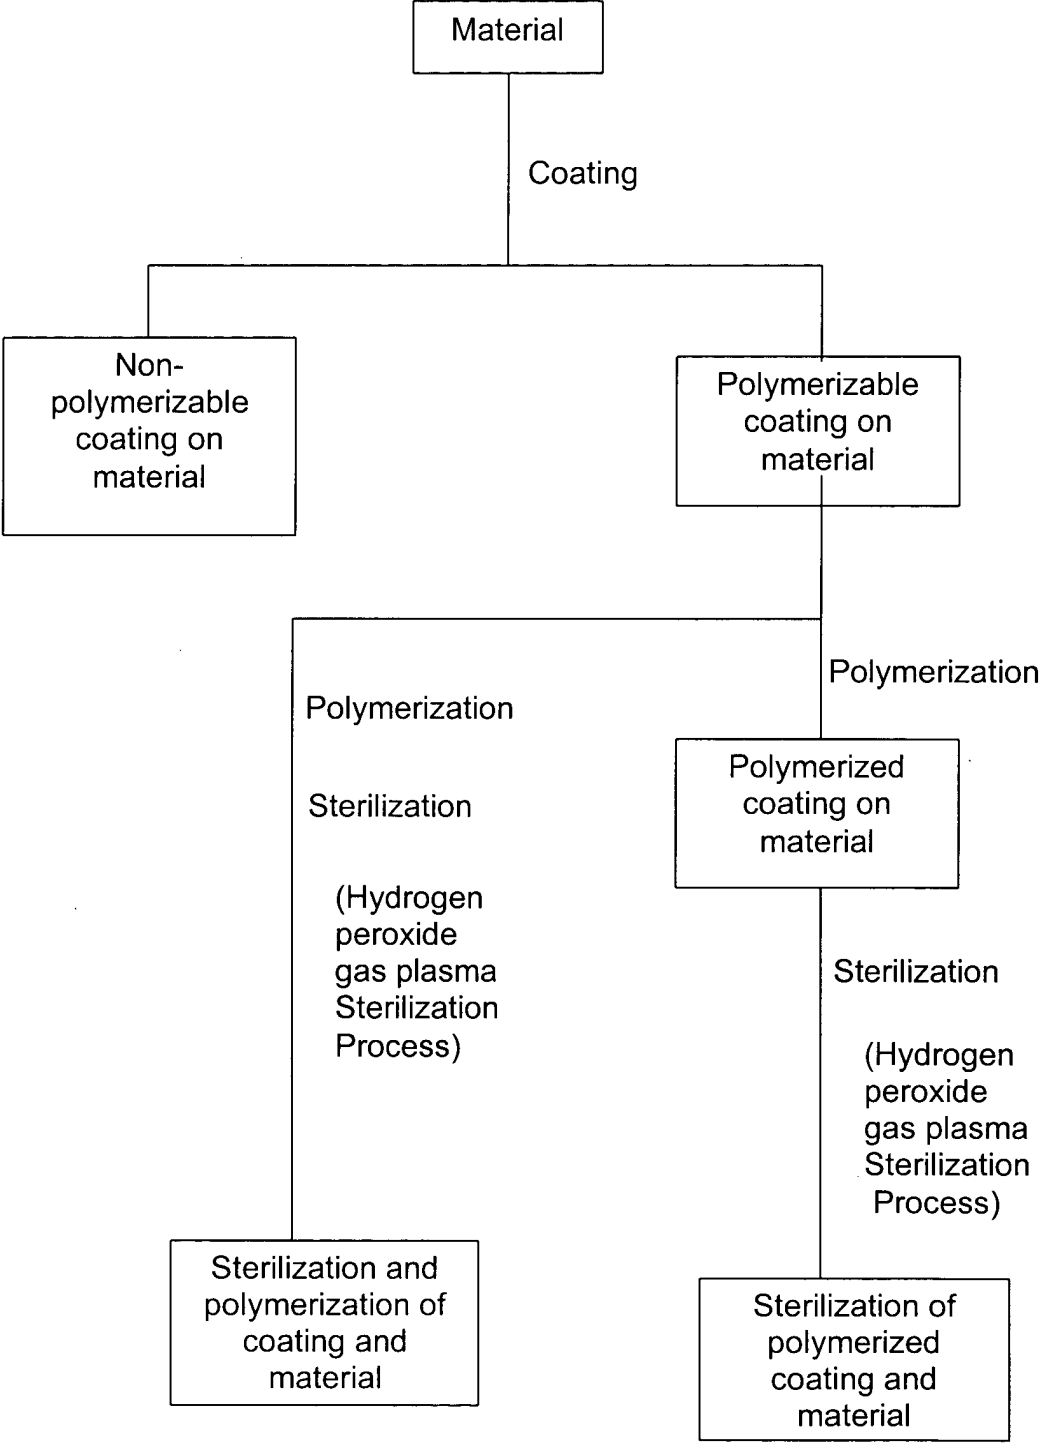 Material
Coating
Non-
polymerizable
coating on
material
Polymerizable
coating on
material
Polymerization
Sterilization
(Hydrogen
peroxide
gas plasma
Sterilization
Process)
Polymerization
Polymerized
coating on
material
Sterilization
(Hydrogen
peroxide
gas plasma
Sterilization
Process)
Sterilization and
polymerization of
coating and
material
Sterilization of
polymerized
coating and
material